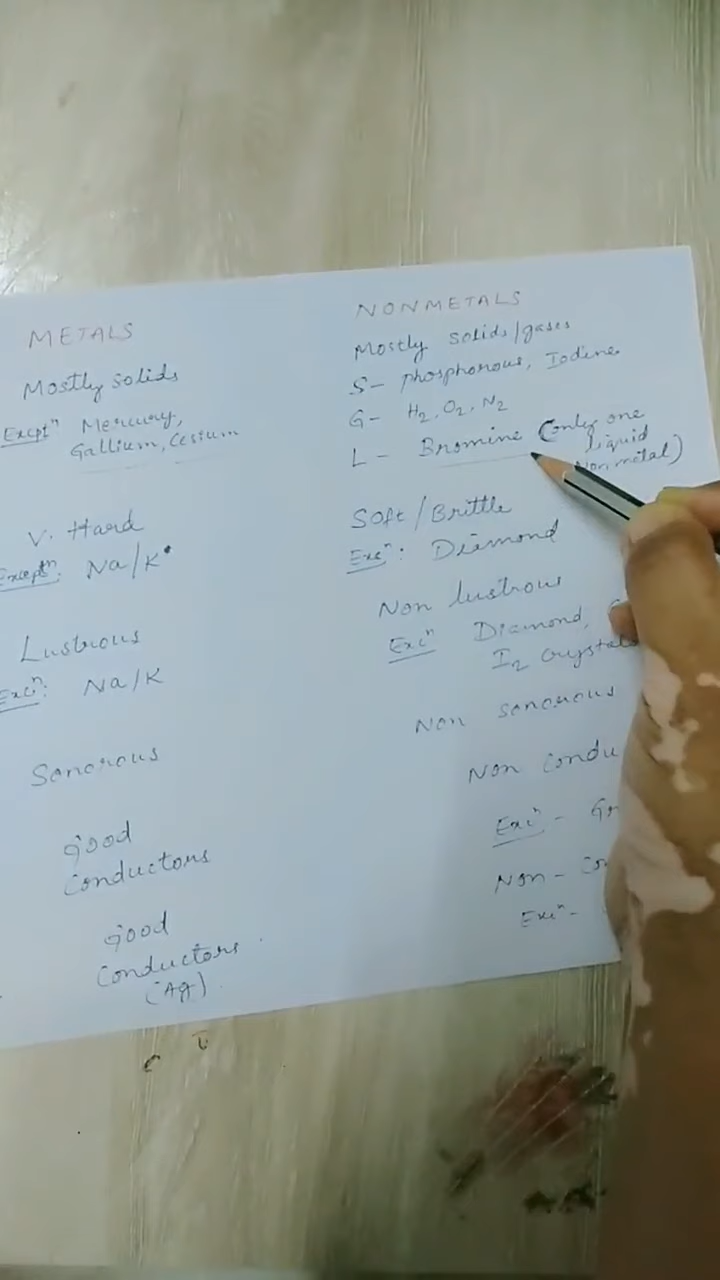 METALS
Mostly solids
Excptⁿ Mercury,
Gallium, Cesium
V. Hard
Exceptⁿ: Na/K
Lustrous
Excⁿ: Na/K
Sonorous
Good
Conductors
Good
Conductors
(Ag)
NONMETALS
Mostly solids/gases
S- phosphorous, Iodine
G- H₂, O₂, N₂
L- Bromine (only one
liquid
Nonmetal)
Soft/Brittle
Excⁿ: Diamond
Non lustrous
Excⁿ Diamond,
I₂ crystals
Non sonorous
Non condu
Excⁿ - Gr
Non-
Excⁿ-